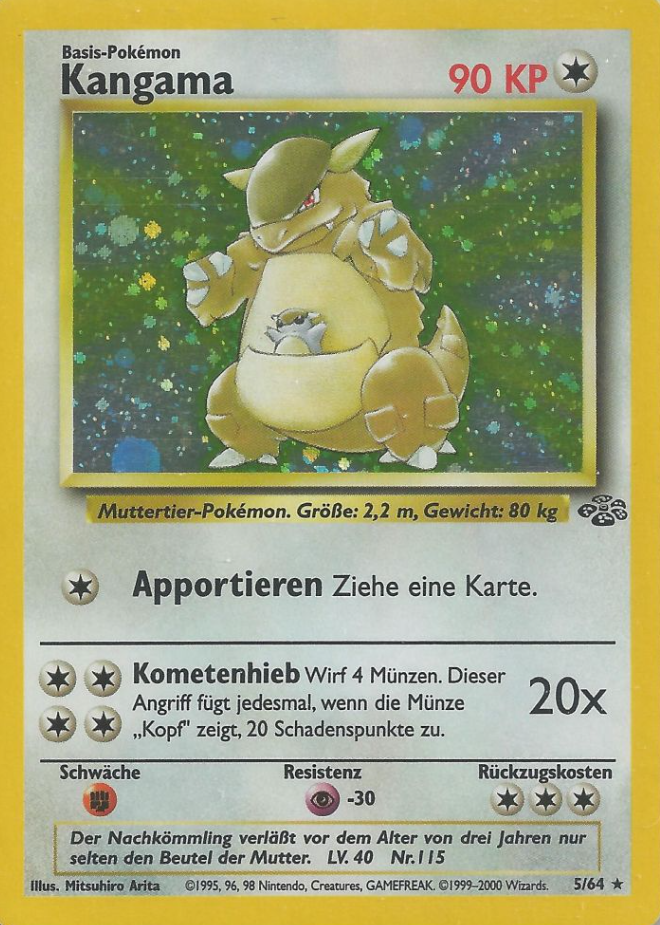 Basis-Pokémon
Kangama
90 KP
Muttertier-Pokémon. Größe: 2,2 m, Gewicht: 80 kg
Apportieren Ziehe eine Karte.
Kometenhieb Wirf 4 Münzen. Dieser
Angriff fügt jedesmal, wenn die Münze
„Kopf" zeigt, 20 Schadenspunkte zu.
20x
Schwäche
Resistenz
Rückzugskosten
-30
Der Nachkömmling verläßt vor dem Alter von drei Jahren nur
selten den Beutel der Mutter. LV. 40 Nr. 115
Illus. Mitsuhiro Arita ©1995, 96, 98 Nintendo, Creatures, GAMEFREAK. ©1999–2000 Wizards. 5/64 ★